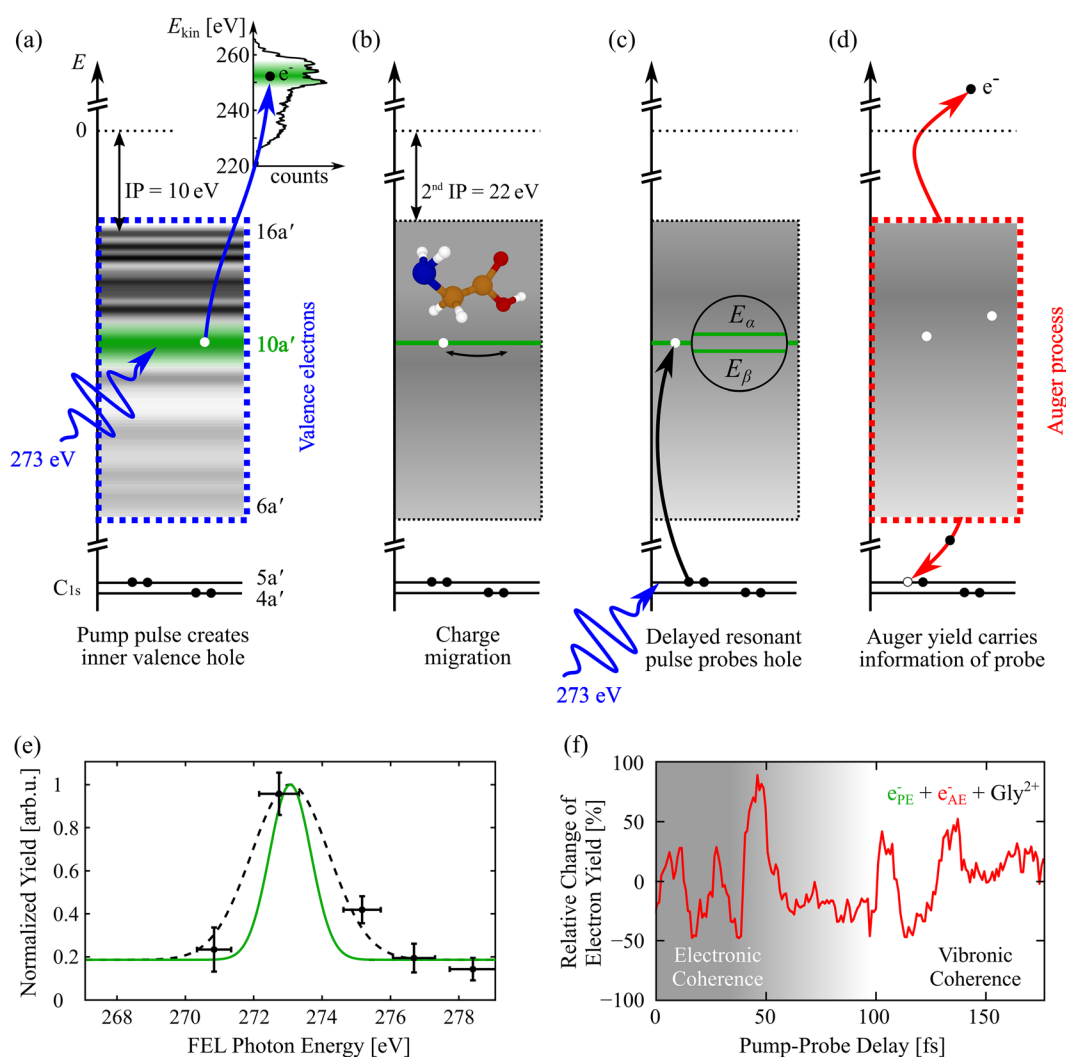 (a)
E
0
IP = 10 eV
E_kin [eV]
260
250
240
220
counts
e⁻
16a′
10a′
6a′
Valence electrons
273 eV
C1s
5a′
4a′
Pump pulse creates
inner valence hole
(b)
2nd IP = 22 eV
Charge
migration
(c)
E_α
E_β
273 eV
Delayed resonant
pulse probes hole
(d)
e⁻
Auger process
Auger yield carries
information of probe
(e)
Normalized Yield [arb.u.]
1
0.8
0.6
0.4
0.2
0
268 270 272 274 276 278
FEL Photon Energy [eV]
(f)
Relative Change of
Electron Yield [%]
100
50
0
−50
−100
e⁻PE + e⁻AE + Gly²⁺
Electronic
Coherence
Vibronic
Coherence
0 50 100 150
Pump-Probe Delay [fs]